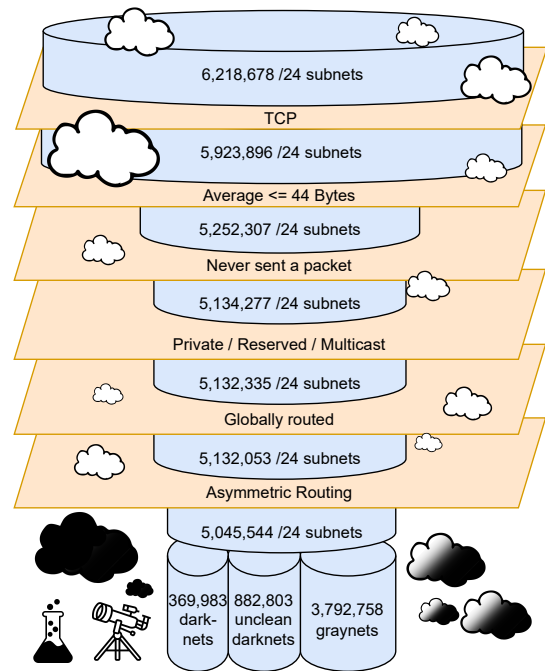 6,218,678 /24 subnets
TCP
5,923,896 /24 subnets
Average <= 44 Bytes
5,252,307 /24 subnets
Never sent a packet
5,134,277 /24 subnets
Private / Reserved / Multicast
5,132,335 /24 subnets
Globally routed
5,132,053 /24 subnets
Asymmetric Routing
5,045,544 /24 subnets
369,983
dark-
nets
882,803
unclean
darknets
3,792,758
graynets